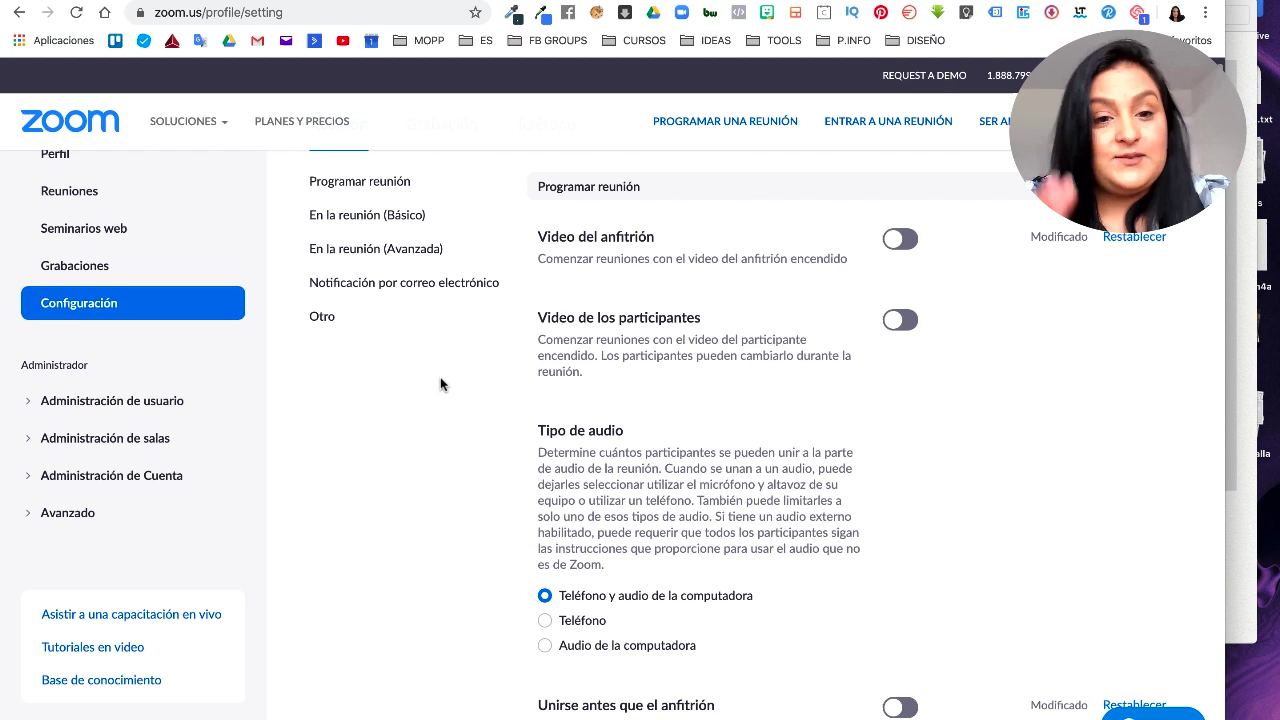 zoom.us/profile/setting
Aplicaciones
MOPP
ES
FB GROUPS
CURSOS
IDEAS
TOOLS
P.INFO
DISEÑO
REQUEST A DEMO
1.888.799
zoom
SOLUCIONES
PLANES Y PRECIOS
PROGRAMAR UNA REUNIÓN
ENTRAR A UNA REUNIÓN
Perfil
Reuniones
Seminarios web
Grabaciones
Configuración
Administrador
Administración de usuario
Administración de salas
Administración de Cuenta
Avanzado
Asistir a una capacitación en vivo
Tutoriales en video
Base de conocimiento
Programar reunión
En la reunión (Básico)
En la reunión (Avanzada)
Notificación por correo electrónico
Otro
Programar reunión
Video del anfitrión
Modificado Restablecer
Comenzar reuniones con el video del anfitrión encendido
Video de los participantes
Comenzar reuniones con el video del participante
encendido. Los participantes pueden cambiarlo durante la
reunión.
Tipo de audio
Determine cuántos participantes se pueden unir a la parte
de audio de la reunión. Cuando se unan a un audio, puede
dejarles seleccionar utilizar el micrófono y altavoz de su
equipo o utilizar un teléfono. También puede limitarles a
solo uno de esos tipos de audio. Si tiene un audio externo
habilitado, puede requerir que todos los participantes sigan
las instrucciones que proporcione para usar el audio que no
es de Zoom.
Teléfono y audio de la computadora
Teléfono
Audio de la computadora
Unirse antes que el anfitrión
Modificado Restablecer